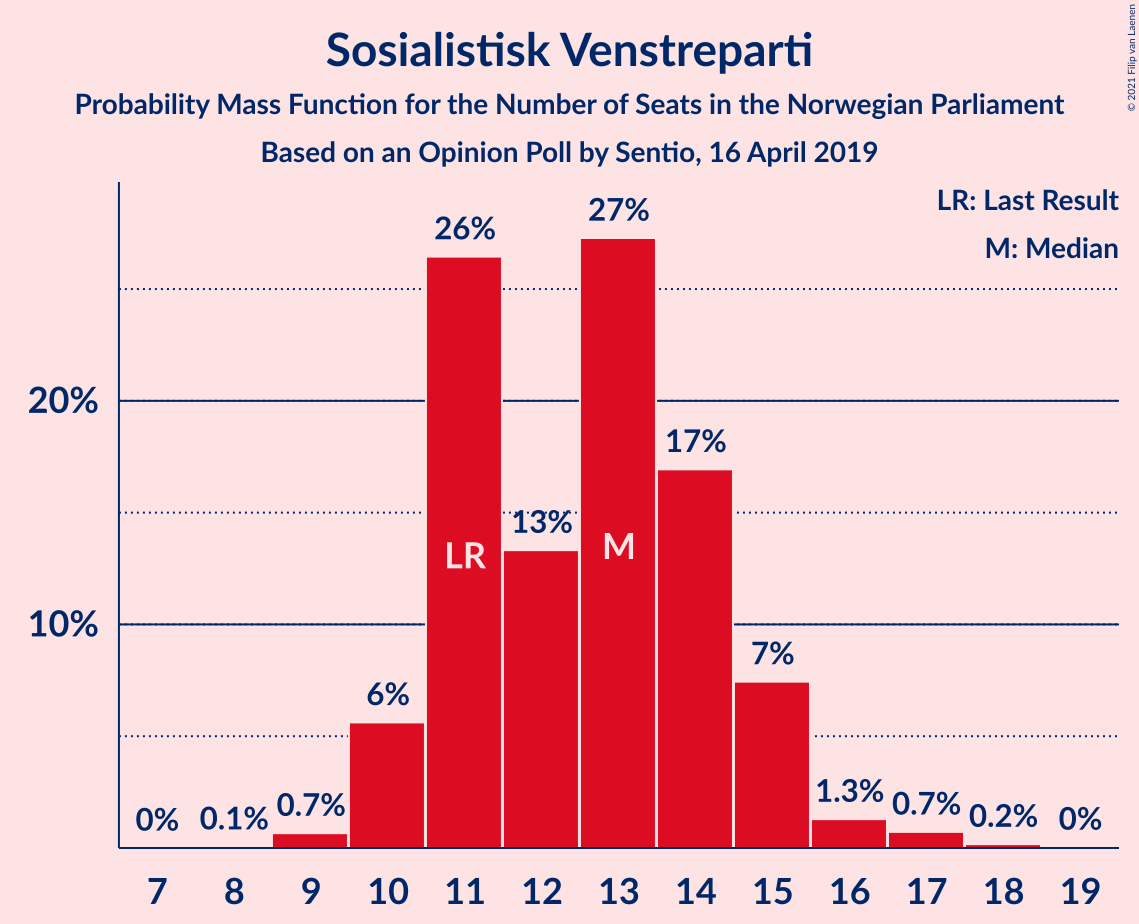 Sosialistisk Venstreparti
Probability Mass Function for the Number of Seats in the Norwegian Parliament
Based on an Opinion Poll by Sentio, 16 April 2019
© 2021 Filip van Laenen
LR: Last Result
M: Median
20%
10%
0%
0.1%
0.7%
6%
26%
13%
27%
17%
7%
1.3%
0.7%
0.2%
0%
LR
M
7 8 9 10 11 12 13 14 15 16 17 18 19